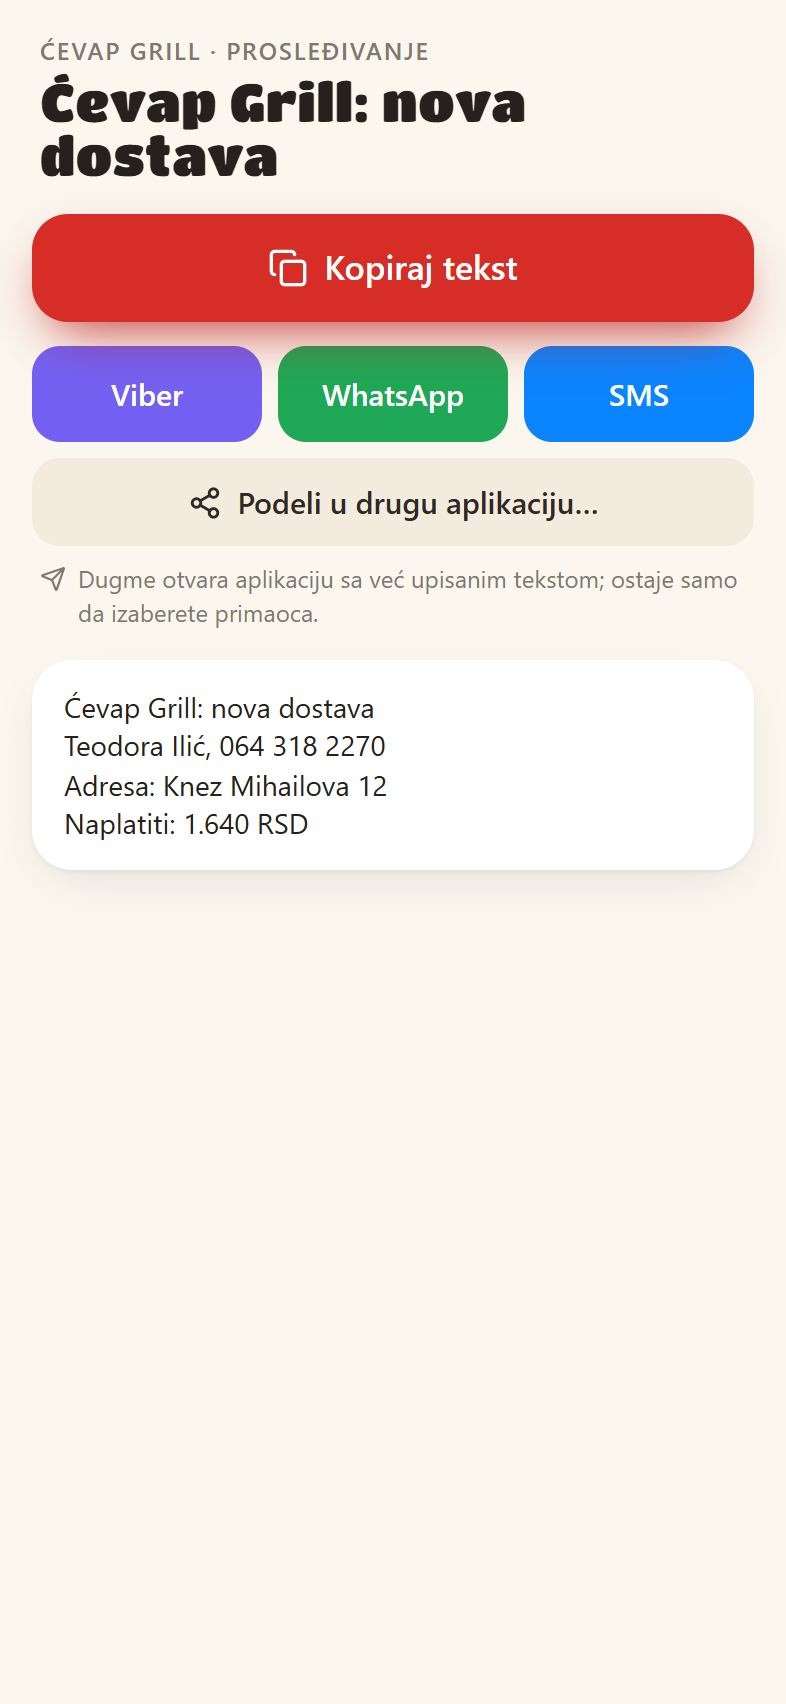 ĆEVAP GRILL · PROSLEĐIVANJE
Ćevap Grill: nova
dostava
Kopiraj tekst
Viber
WhatsApp
SMS
Podeli u drugu aplikaciju...
Dugme otvara aplikaciju sa već upisanim tekstom; ostaje samo
da izaberete primaoca.
Ćevap Grill: nova dostava
Teodora Ilić, 064 318 2270
Adresa: Knez Mihailova 12
Naplatiti: 1.640 RSD